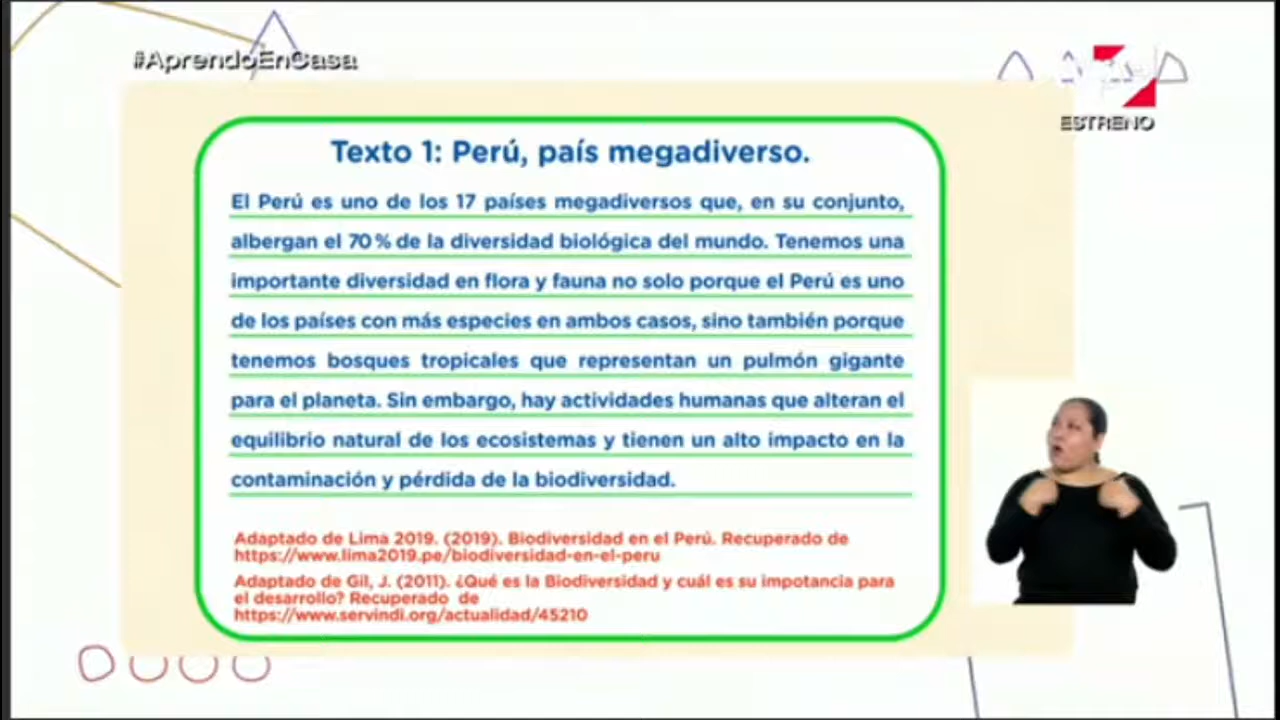 #AprendoEnCasa
ESTRENO
Texto 1: Perú, país megadiverso.
El Perú es uno de los 17 países megadiversos que, en su conjunto,
albergan el 70% de la diversidad biológica del mundo. Tenemos una
importante diversidad en flora y fauna no solo porque el Perú es uno
de los países con más especies en ambos casos, sino también porque
tenemos bosques tropicales que representan un pulmón gigante
para el planeta. Sin embargo, hay actividades humanas que alteran el
equilibrio natural de los ecosistemas y tienen un alto impacto en la
contaminación y pérdida de la biodiversidad.
Adaptado de Lima 2019. (2019). Biodiversidad en el Perú. Recuperado de
https://www.lima2019.pe/biodiversidad-en-el-peru
Adaptado de Gil, J. (2011). ¿Qué es la Biodiversidad y cuál es su impotancia para
el desarrollo? Recuperado de
https://www.servindi.org/actualidad/45210